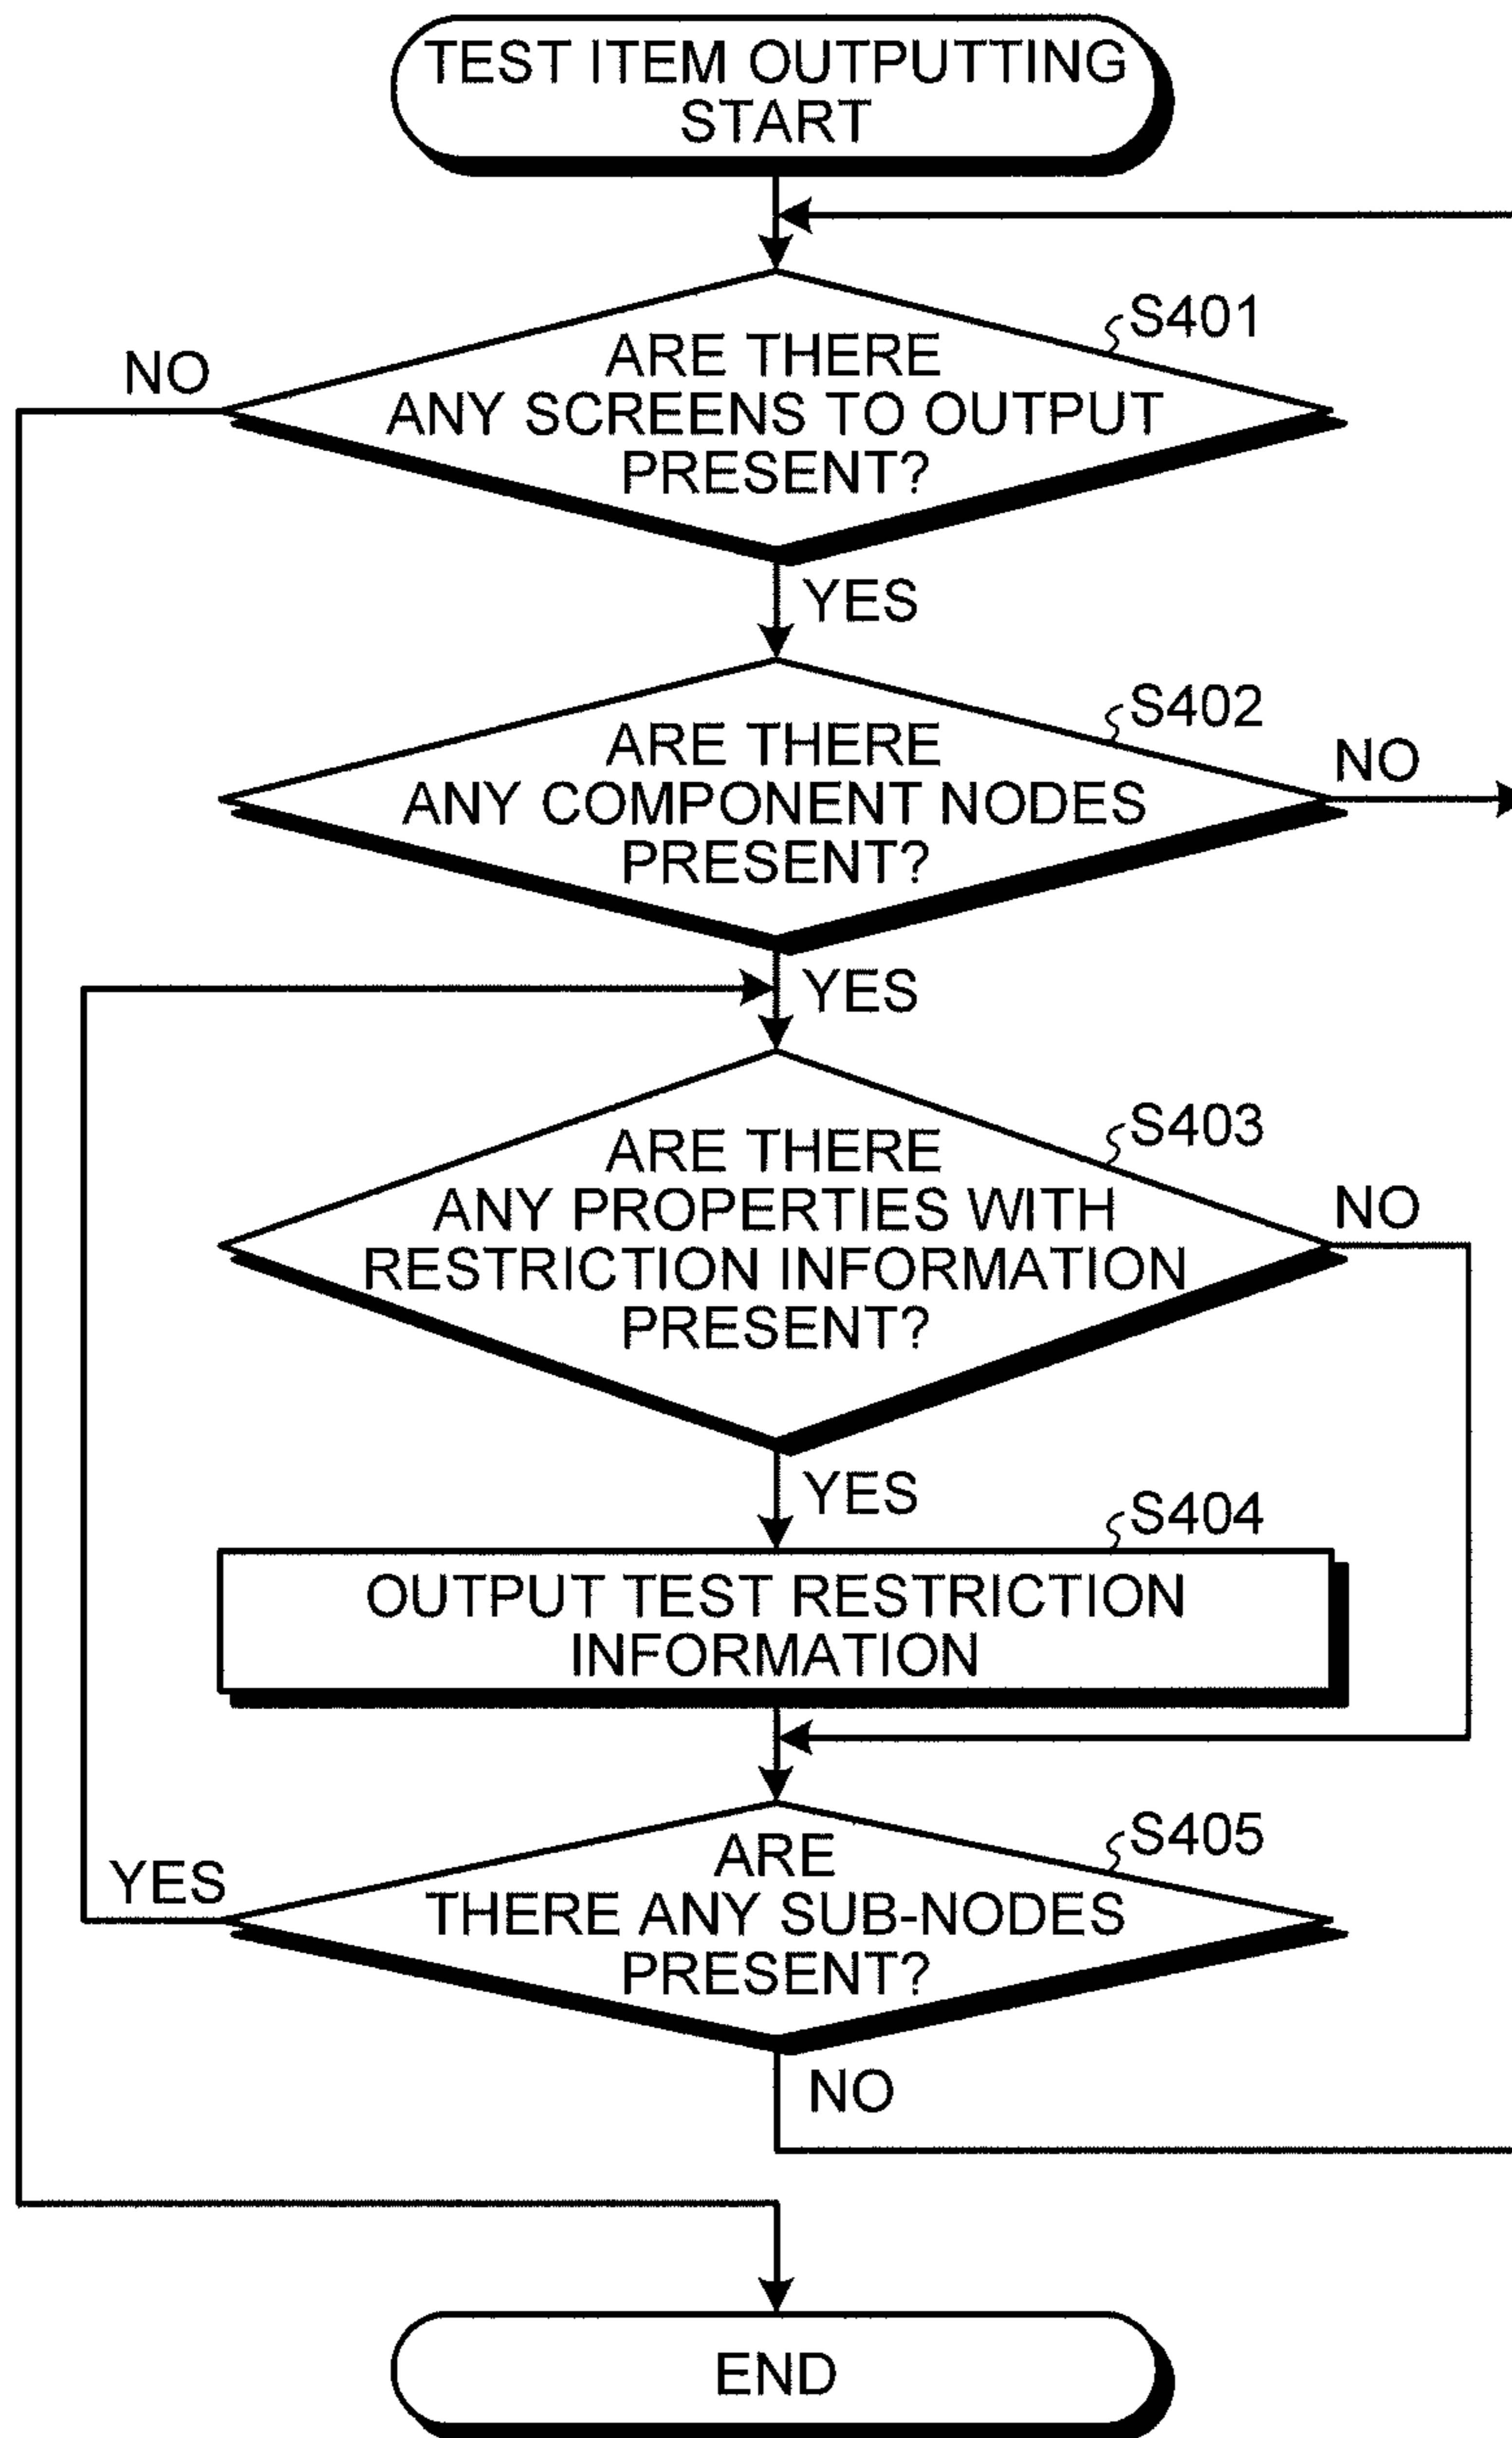 TEST ITEM OUTPUTTING
START
S401
NO
ARE THERE
ANY SCREENS TO OUTPUT
PRESENT?
YES
S402
NO
ARE THERE
ANY COMPONENT NODES
PRESENT?
YES
S403
NO
ARE THERE
ANY PROPERTIES WITH
RESTRICTION INFORMATION
PRESENT?
YES
S404
OUTPUT TEST RESTRICTION
INFORMATION
S405
YES
ARE
THERE ANY SUB-NODES
PRESENT?
NO
END